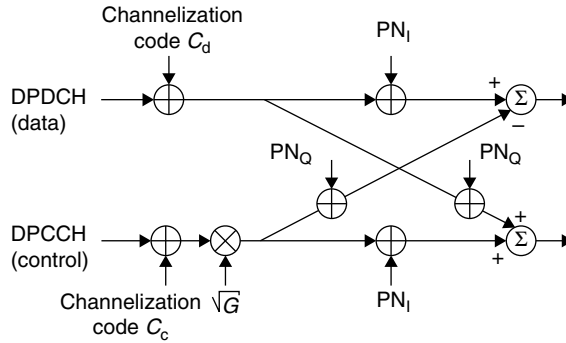 Channelization
code C_d
PN_I
DPDCH
(data)
+
Σ
−
PN_Q
PN_Q
DPCCH
(control)
+
+
Σ
Channelization
code C_c
√G
PN_I